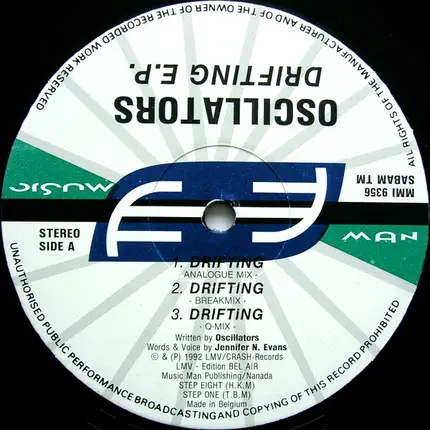 ALL RIGHTS OF THE MANUFACTURER AND OF THE OWNER OF THE RECORDED WORK RESERVED
OSCILLATORS
DRIFTING E.P.
MUSIC
MAN
MMI 9356
SABAM TM
STEREO
SIDE A
1. DRIFTING
- ANALOGUE MIX -
2. DRIFTING
- BREAKMIX -
3. DRIFTING
- Q-MIX -
Written by Oscillators
Words & Voice by Jennifer N. Evans
© & (P) 1992 LMV/CRASH-Records
LMV - Edition BEL AIR
Music Man Publishing/Nanada
STEP EIGHT (H.K.M)
STEP ONE (T.B.M)
Made in Belgium
UNAUTHORISED PUBLIC PERFORMANCE BROADCASTING AND COPYING OF THIS RECORD PROHIBITED